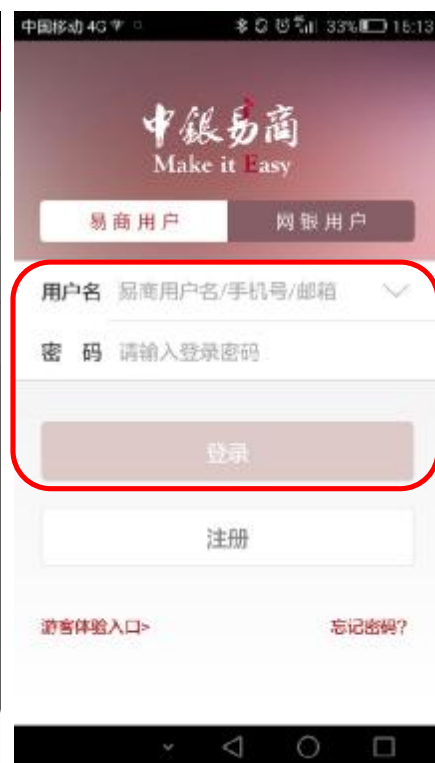 中国移动 4G 33% 15:13
中銀易商
Make it Easy
易商用户 网银用户
用户名 易商用户名/手机号/邮箱
密 码 请输入登录密码
登录
注册
游客体验入口> 忘记密码?